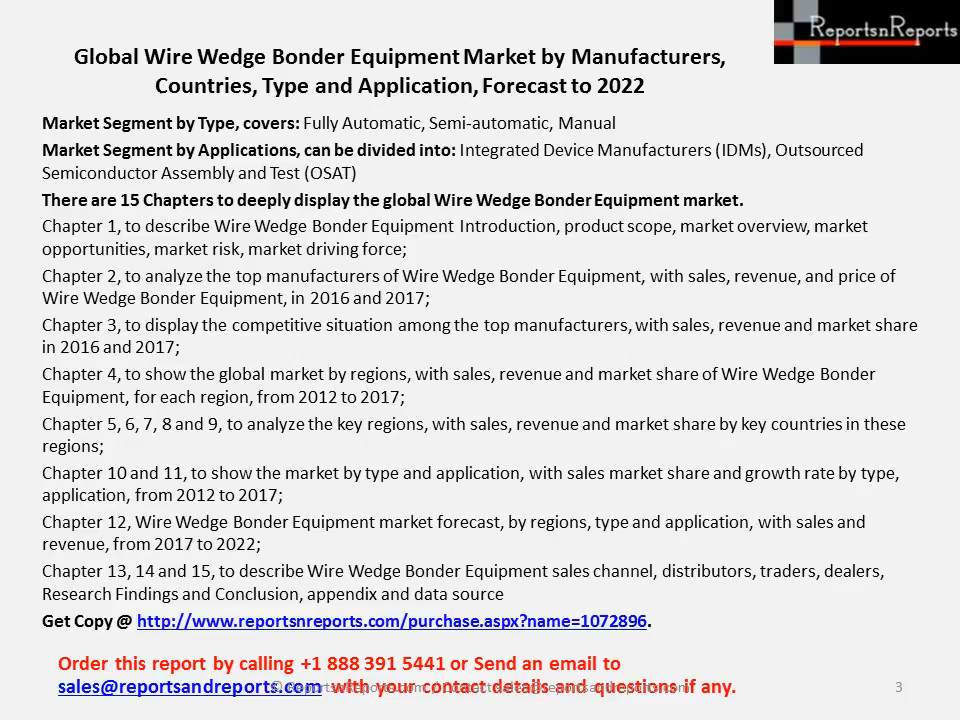 ReportsnReports
Global Wire Wedge Bonder Equipment Market by Manufacturers,
Countries, Type and Application, Forecast to 2022
Market Segment by Type, covers: Fully Automatic, Semi-automatic, Manual
Market Segment by Applications, can be divided into: Integrated Device Manufacturers (IDMs), Outsourced
Semiconductor Assembly and Test (OSAT)
There are 15 Chapters to deeply display the global Wire Wedge Bonder Equipment market.
Chapter 1, to describe Wire Wedge Bonder Equipment Introduction, product scope, market overview, market
opportunities, market risk, market driving force;
Chapter 2, to analyze the top manufacturers of Wire Wedge Bonder Equipment, with sales, revenue, and price of
Wire Wedge Bonder Equipment, in 2016 and 2017;
Chapter 3, to display the competitive situation among the top manufacturers, with sales, revenue and market share
in 2016 and 2017;
Chapter 4, to show the global market by regions, with sales, revenue and market share of Wire Wedge Bonder
Equipment, for each region, from 2012 to 2017;
Chapter 5, 6, 7, 8 and 9, to analyze the key regions, with sales, revenue and market share by key countries in these
regions;
Chapter 10 and 11, to show the market by type and application, with sales market share and growth rate by type,
application, from 2012 to 2017;
Chapter 12, Wire Wedge Bonder Equipment market forecast, by regions, type and application, with sales and
revenue, from 2017 to 2022;
Chapter 13, 14 and 15, to describe Wire Wedge Bonder Equipment sales channel, distributors, traders, dealers,
Research Findings and Conclusion, appendix and data source
Get Copy @ http://www.reportsnreports.com/purchase.aspx?name=1072896.
Order this report by calling +1 888 391 5441 or Send an email to
sales@reportsandreports.com with your contact details and questions if any.
3